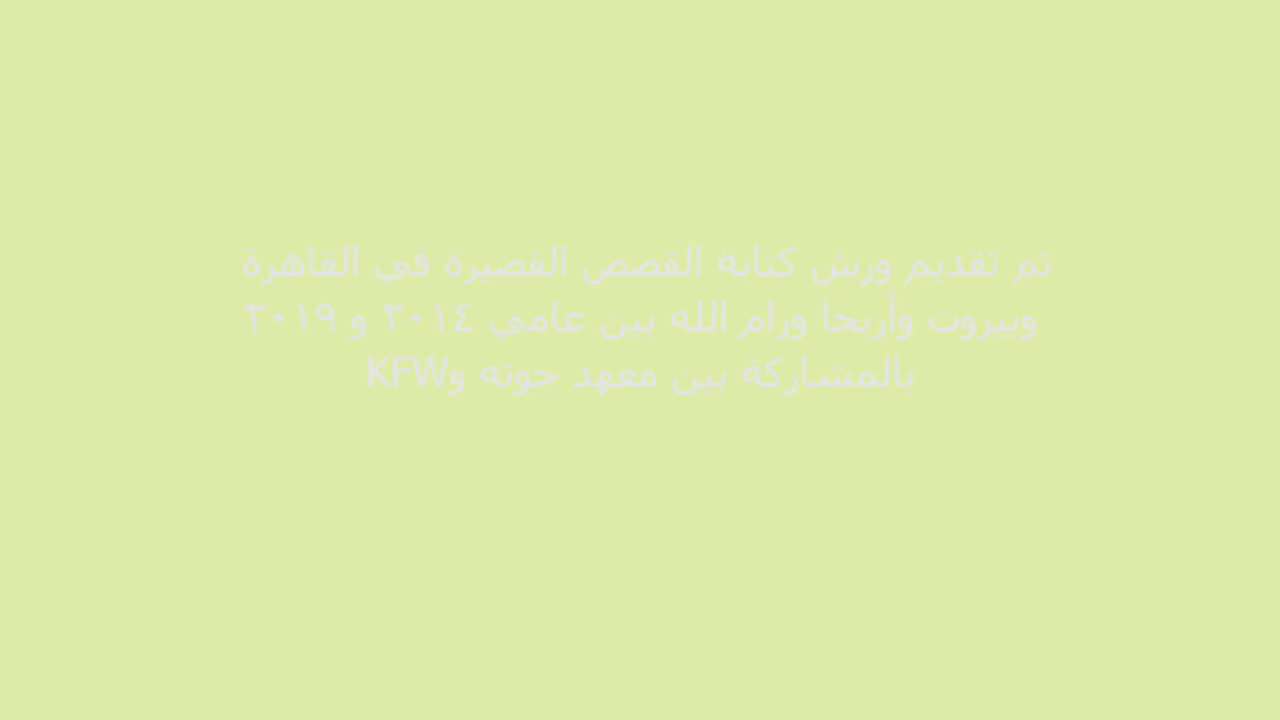 تم تقديم ورش كتابة القصص القصيرة في القاهرة
وبيروت وأريحا ورام الله بين عامي ٢٠١٤ و ٢٠١٩
بالمشاركة بين معهد جوته وKFW